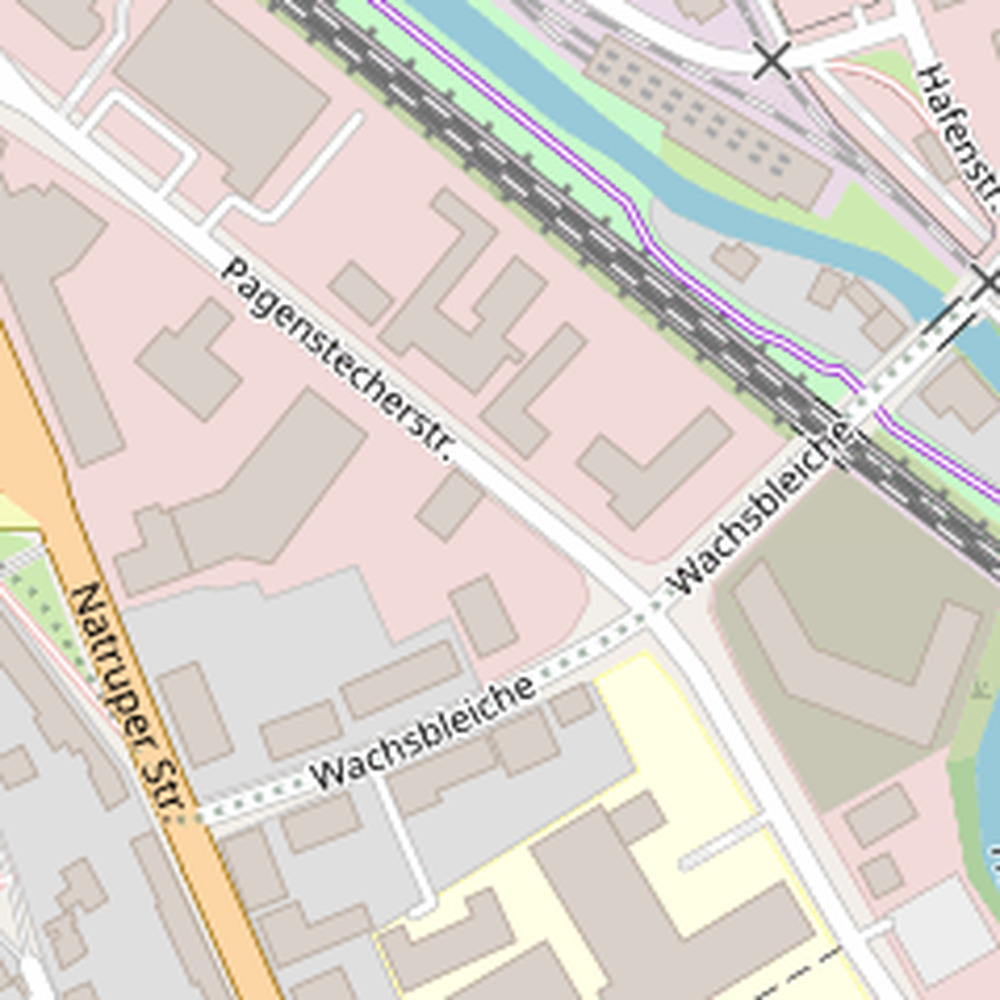 Hafenstr.
Pagenstecherstr.
Wachsbleiche
Natruper Str.
Wachsbleiche